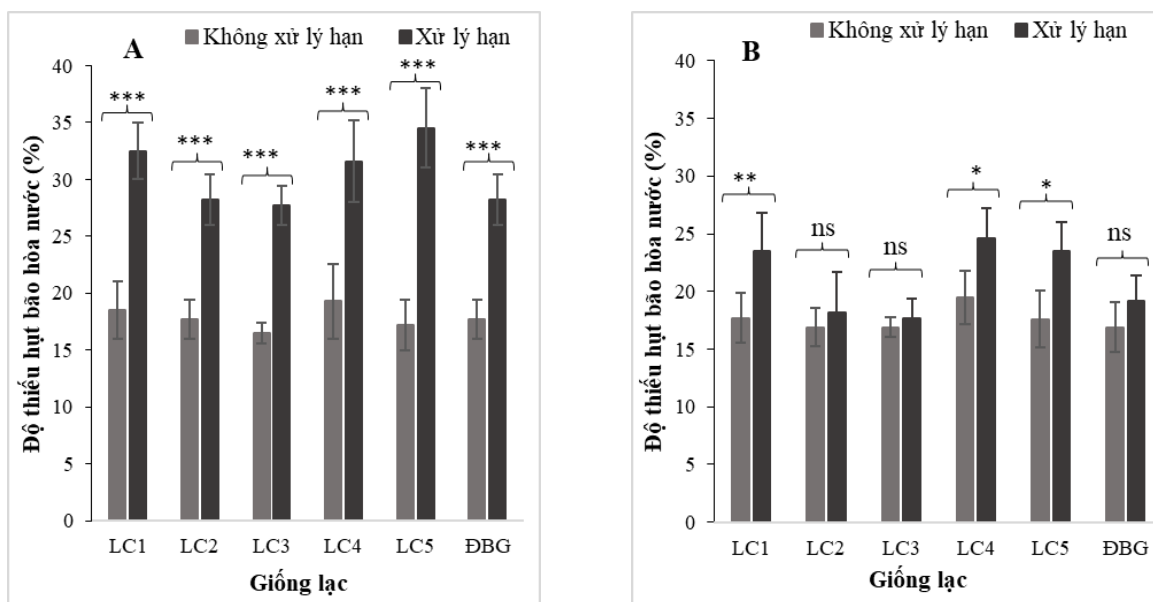 A
Không xử lý hạn Xử lý hạn
Độ thiếu hụt bão hòa nước (%)
40
35
30
25
20
15
10
5
0
*** *** *** *** *** ***
LC1 LC2 LC3 LC4 LC5 ĐBG
Giống lạc
B
Không xử lý hạn Xử lý hạn
Độ thiếu hụt bão hòa nước (%)
40
35
30
25
20
15
10
5
0
** ns ns * * ns
LC1 LC2 LC3 LC4 LC5 ĐBG
Giống lạc